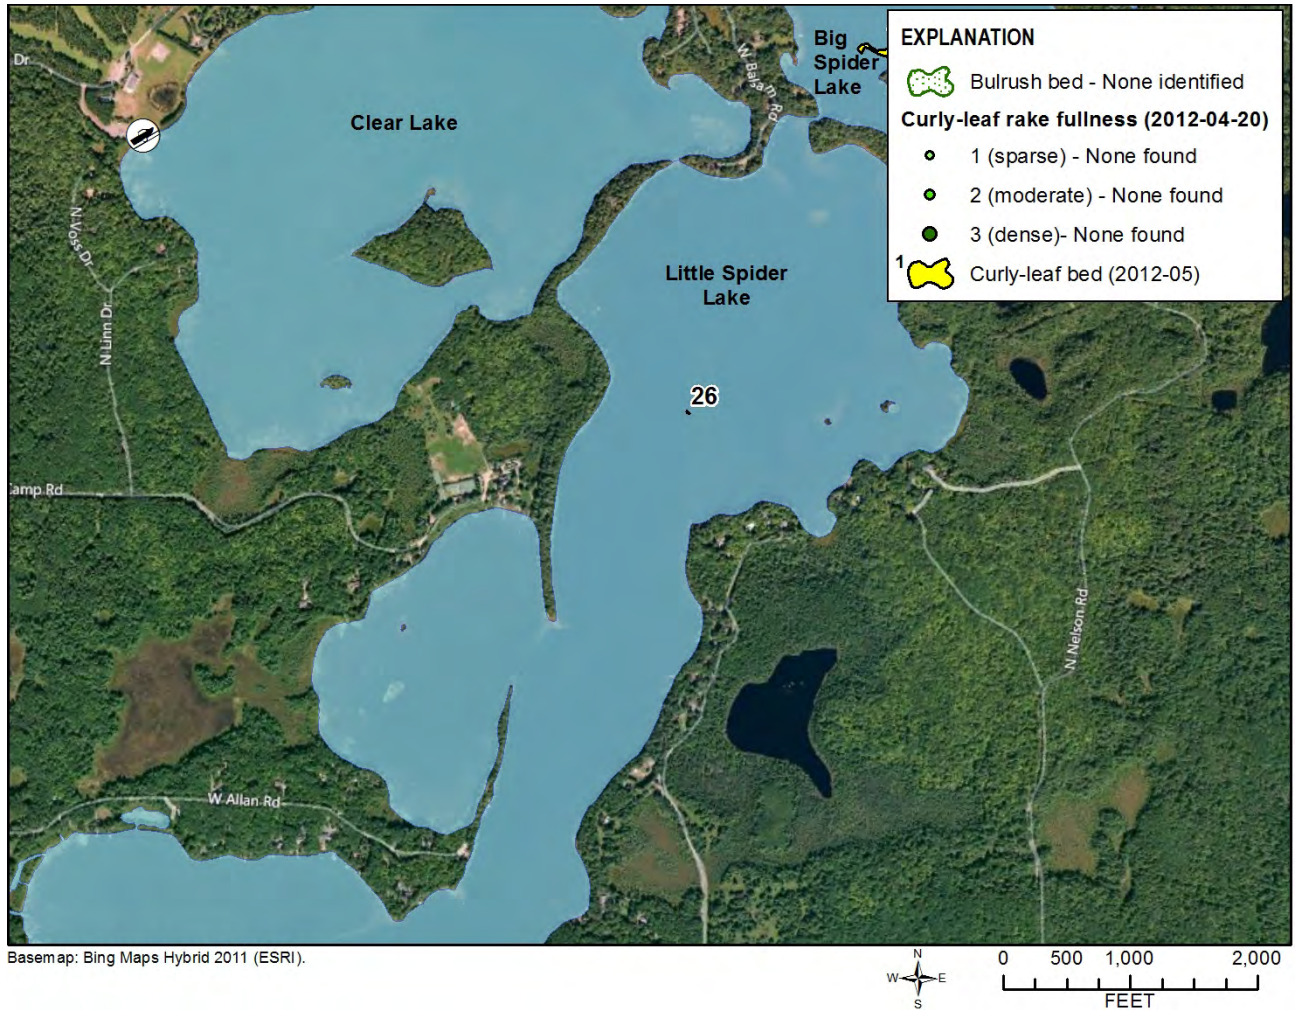 Dr
Clear Lake
W Balsam Rd
Big
Spider
Lake
EXPLANATION
Bulrush bed - None identified
Curly-leaf rake fullness (2012-04-20)
1 (sparse) - None found
2 (moderate) - None found
3 (dense)- None found
1
Curly-leaf bed (2012-05)
N Voss Dr
N Linn Dr
Little Spider
Lake
26
Camp Rd
N Nelson Rd
W Allan Rd
Basemap: Bing Maps Hybrid 2011 (ESRI).
N
W E
S
0 500 1,000 2,000
FEET